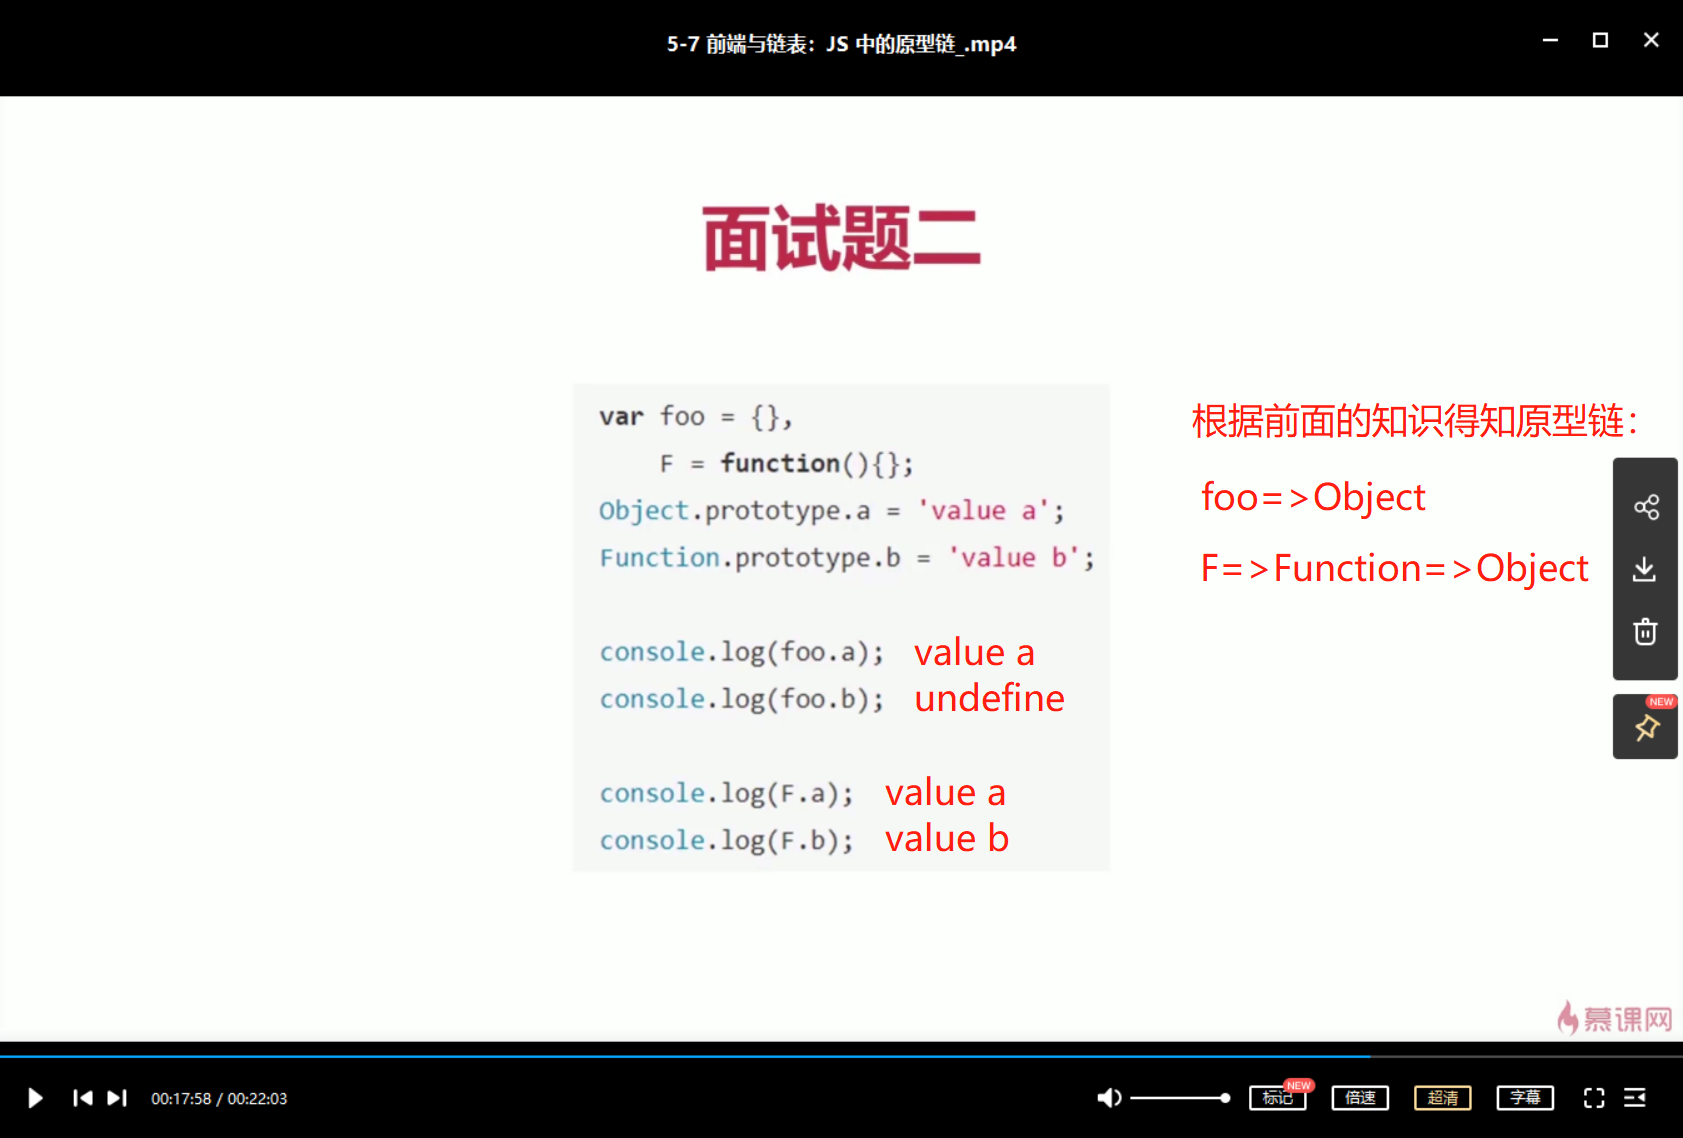 5-7 前端与链表：JS 中的原型链_.mp4
面试题二
var foo = {},
F = function(){};
Object.prototype.a = 'value a';
Function.prototype.b = 'value b';
console.log(foo.a); value a
console.log(foo.b); undefine
console.log(F.a); value a
console.log(F.b); value b
根据前面的知识得知原型链：
foo=>Object
F=>Function=>Object
NEW
慕课网
00:17:58 / 00:22:03
标记
NEW
倍速
超清
字幕